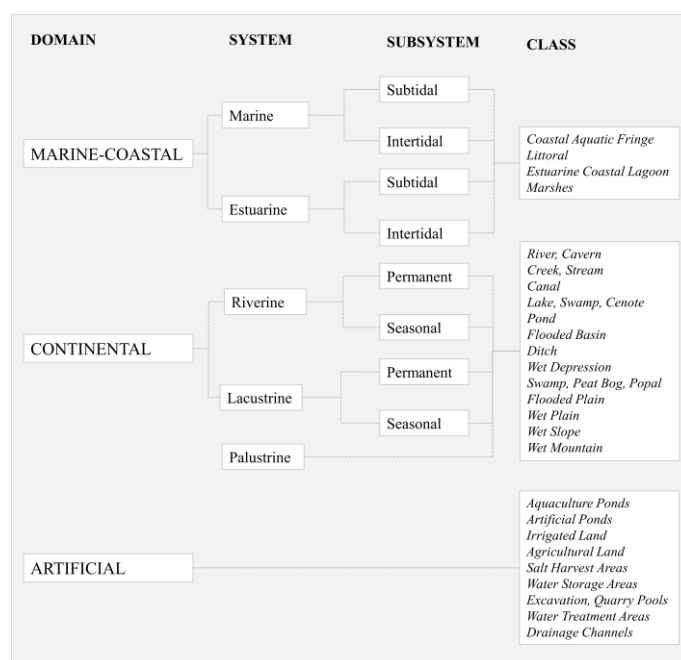 DOMAIN SYSTEM SUBSYSTEM CLASS
MARINE-COASTAL
Marine
Subtidal
Intertidal
Estuarine
Subtidal
Intertidal
Coastal Aquatic Fringe
Littoral
Estuarine Coastal Lagoon
Marshes
CONTINENTAL
Riverine
Permanent
Seasonal
Lacustrine
Permanent
Seasonal
Palustrine
River, Cavern
Creek, Stream
Canal
Lake, Swamp, Cenote
Pond
Flooded Basin
Ditch
Wet Depression
Swamp, Peat Bog, Popal
Flooded Plain
Wet Plain
Wet Slope
Wet Mountain
ARTIFICIAL
Aquaculture Ponds
Artificial Ponds
Irrigated Land
Agricultural Land
Salt Harvest Areas
Water Storage Areas
Excavation, Quarry Pools
Water Treatment Areas
Drainage Channels